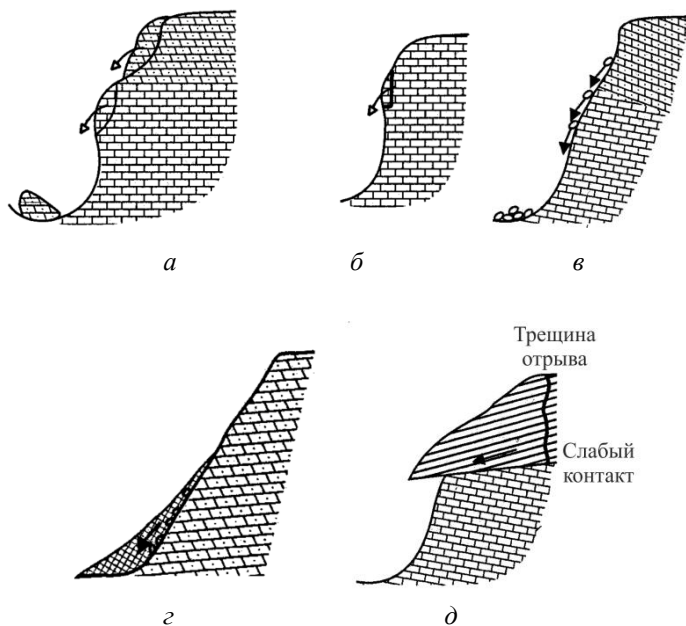 а
б
в
Трещина
отрыва
Слабый
контакт
г
д